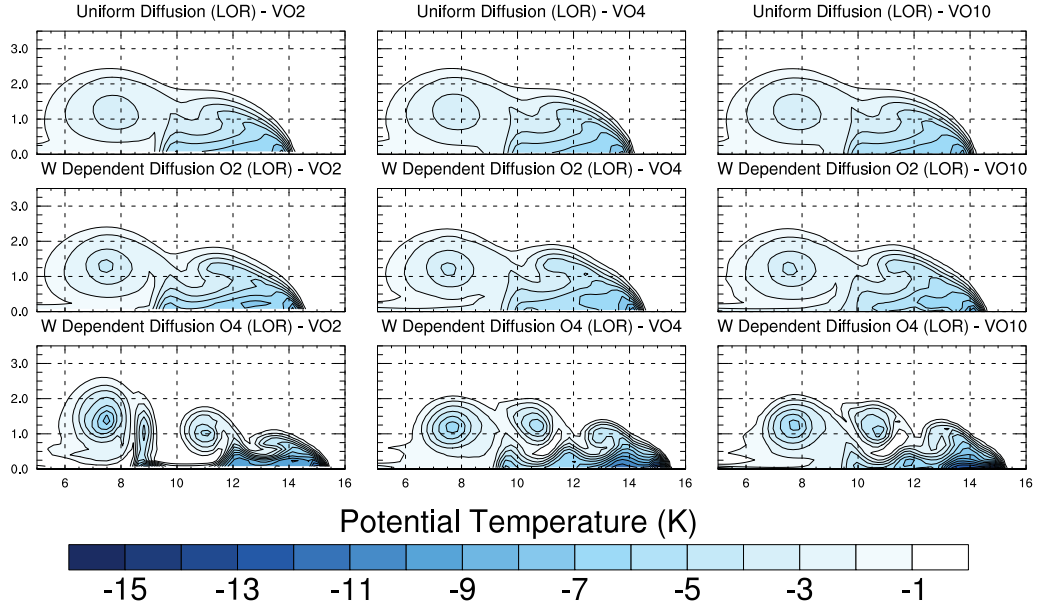 Uniform Diffusion (LOR) - VO2
Uniform Diffusion (LOR) - VO4
Uniform Diffusion (LOR) - VO10
3.0
2.0
1.0
0.0
W Dependent Diffusion O2 (LOR) - VO2
W Dependent Diffusion O2 (LOR) - VO4
W Dependent Diffusion O2 (LOR) - VO10
3.0
2.0
1.0
0.0
W Dependent Diffusion O4 (LOR) - VO2
W Dependent Diffusion O4 (LOR) - VO4
W Dependent Diffusion O4 (LOR) - VO10
3.0
2.0
1.0
0.0
6 8 10 12 14 16
6 8 10 12 14 16
6 8 10 12 14 16
Potential Temperature (K)
-15 -13 -11 -9 -7 -5 -3 -1